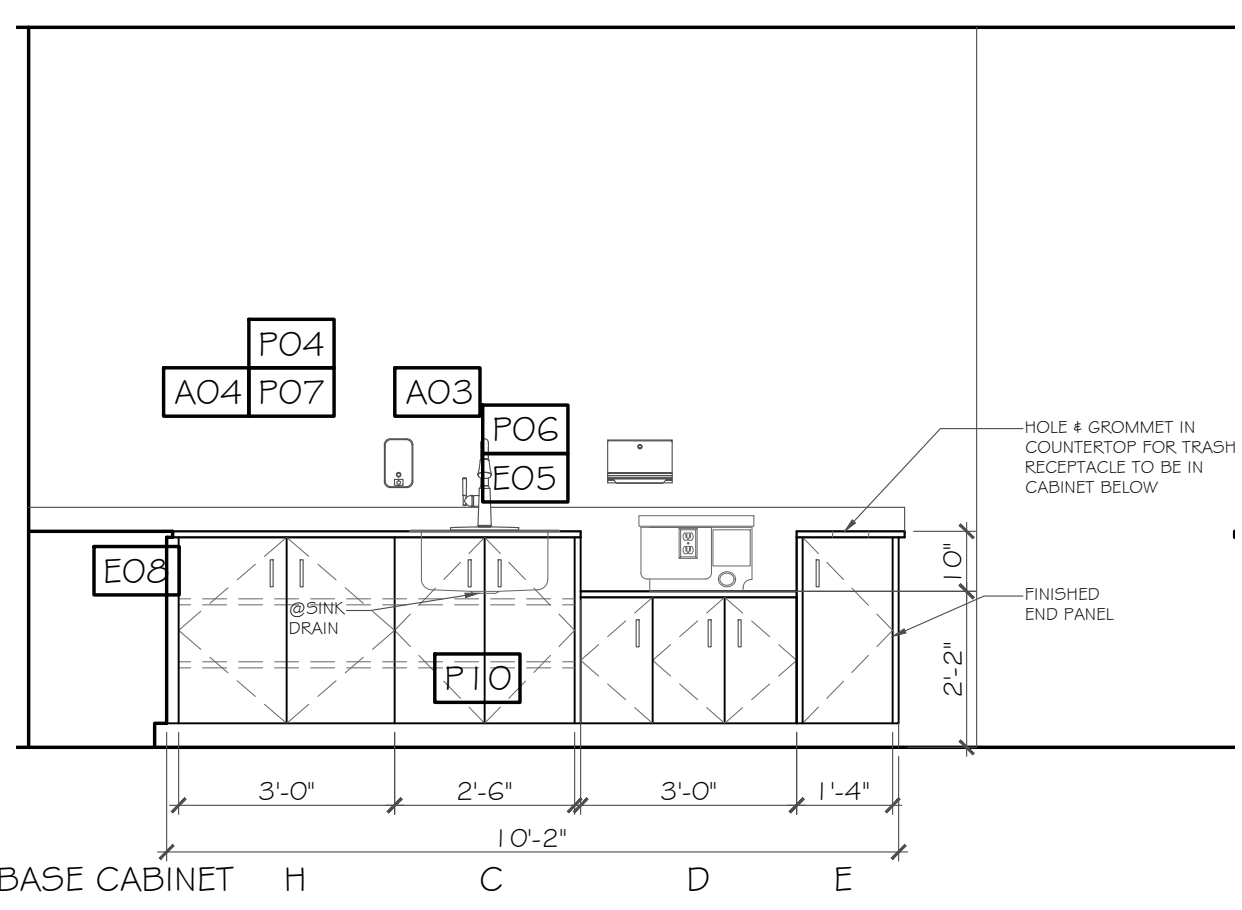 P04
A04 P07 A03
P06
E05
HOLE & GROMMET IN
COUNTERTOP FOR TRASH
RECEPTACLE TO BE IN
CABINET BELOW
E08
10"
@SINK
DRAIN
FINISHED
END PANEL
P10
2'-2"
3'-0" 2'-6" 3'-0" 1'-4"
10'-2"
BASE CABINET H C D E